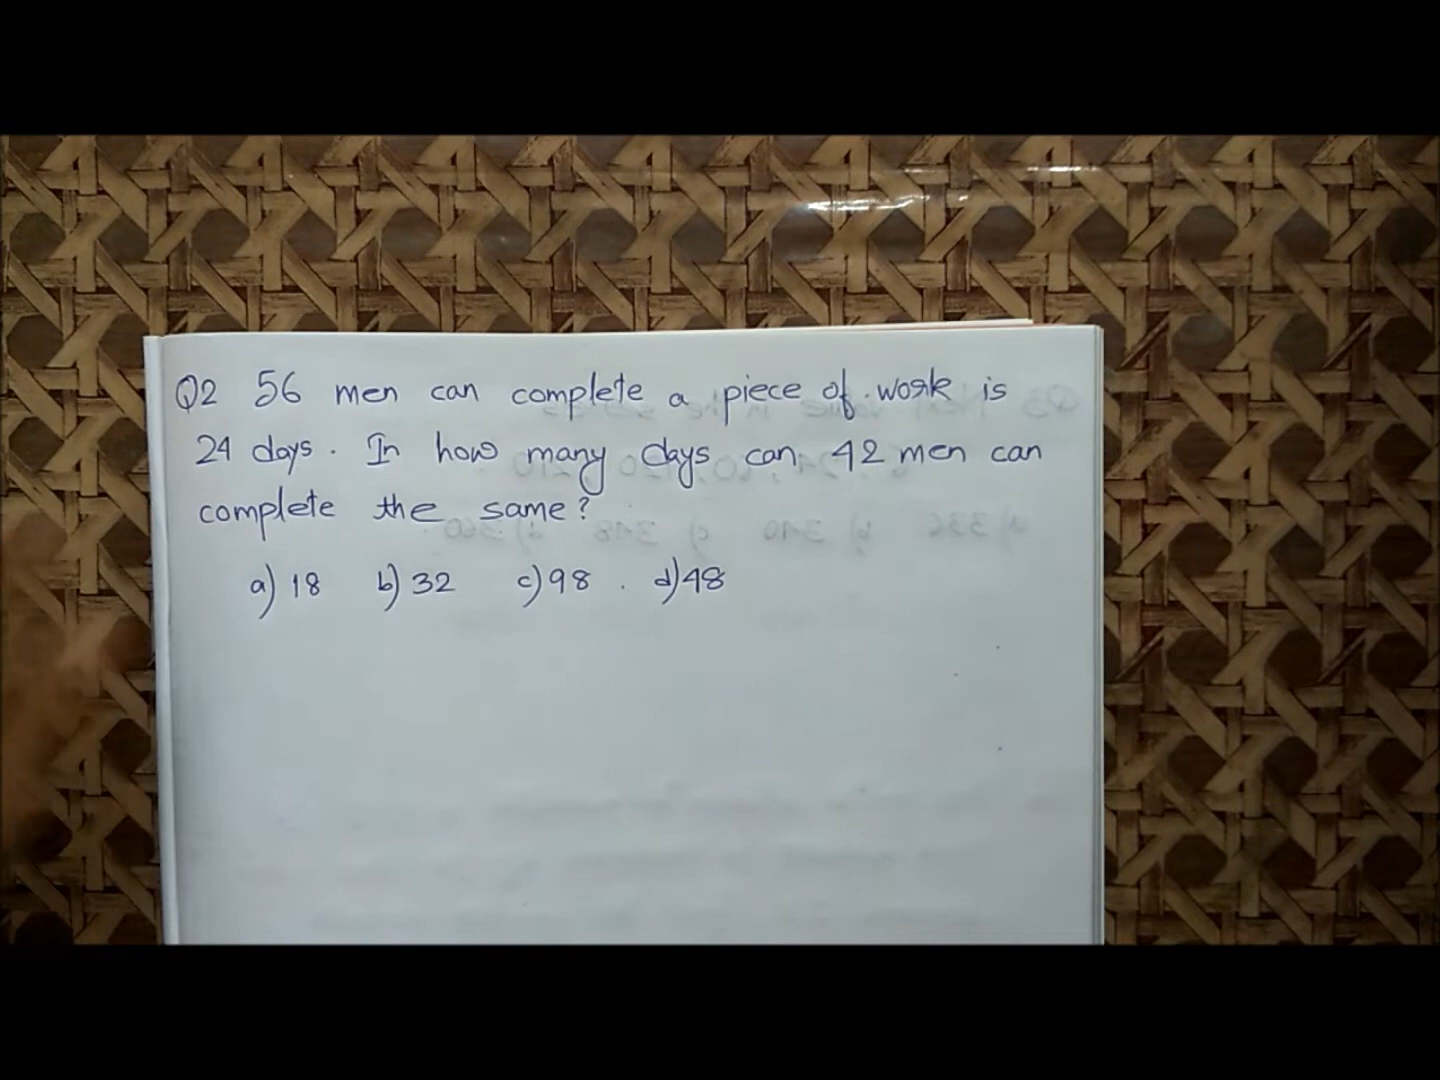 Q2 56 men can complete a piece of work is
24 days. In how many days can 42 men can
complete the same?
a) 18 b) 32 c) 98 . d) 48